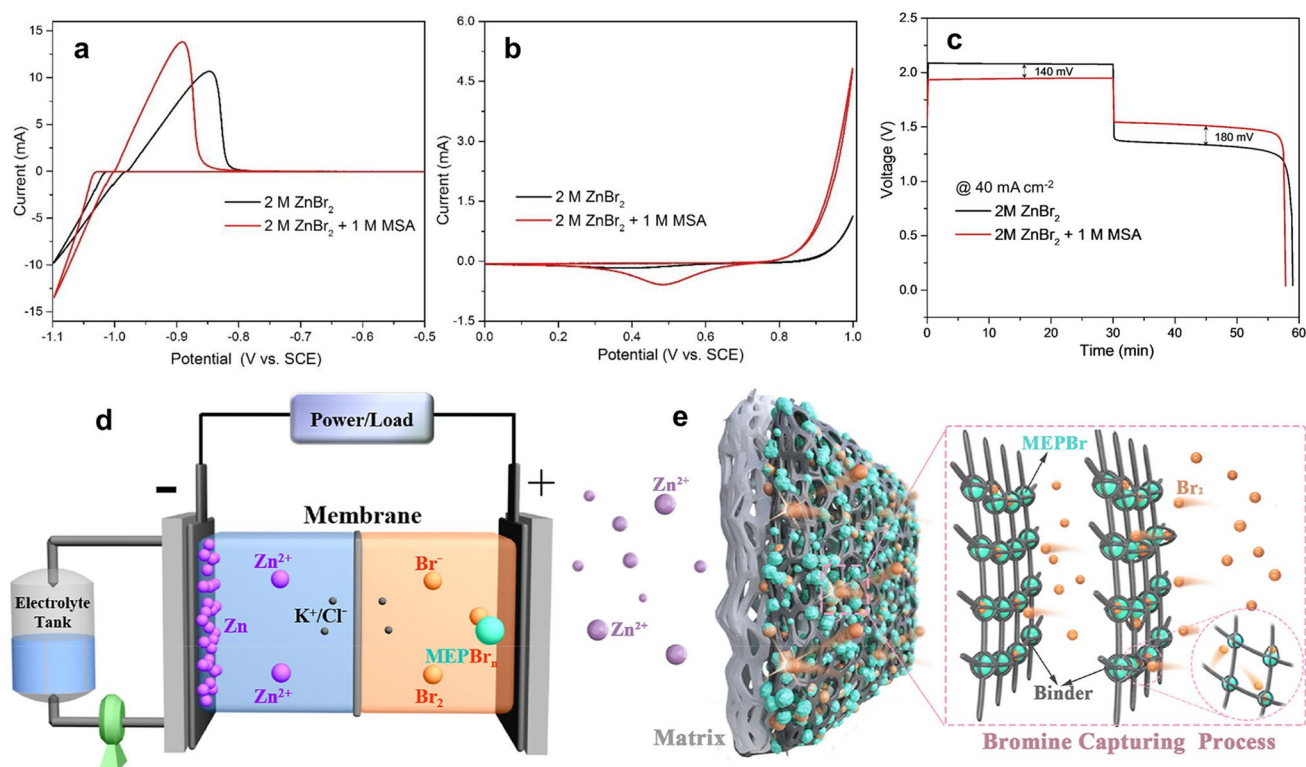 a
15
10
5
0
-5
-10
-15
Current (mA)
2 M ZnBr₂
2 M ZnBr₂ + 1 M MSA
-1.1 -1.0 -0.9 -0.8 -0.7 -0.6 -0.5
Potential (V vs. SCE)
b
6.0
4.5
3.0
1.5
0.0
-1.5
Current (mA)
2 M ZnBr₂
2 M ZnBr₂ + 1 M MSA
0.0 0.2 0.4 0.6 0.8 1.0
Potential (V vs. SCE)
c
2.5
2.0
1.5
1.0
0.5
0.0
Voltage (V)
140 mV
180 mV
@ 40 mA cm⁻²
2M ZnBr₂
2M ZnBr₂ + 1 M MSA
0 10 20 30 40 50 60
Time (min)
d
Power/Load
-
+
Membrane
Electrolyte
Tank
Zn
Zn²⁺
Zn²⁺
K⁺/Cl⁻
Br⁻
MEPBrₙ
Br₂
e
Zn²⁺
Zn²⁺
Matrix
MEPBr
Br₂
Binder
Bromine Capturing Process